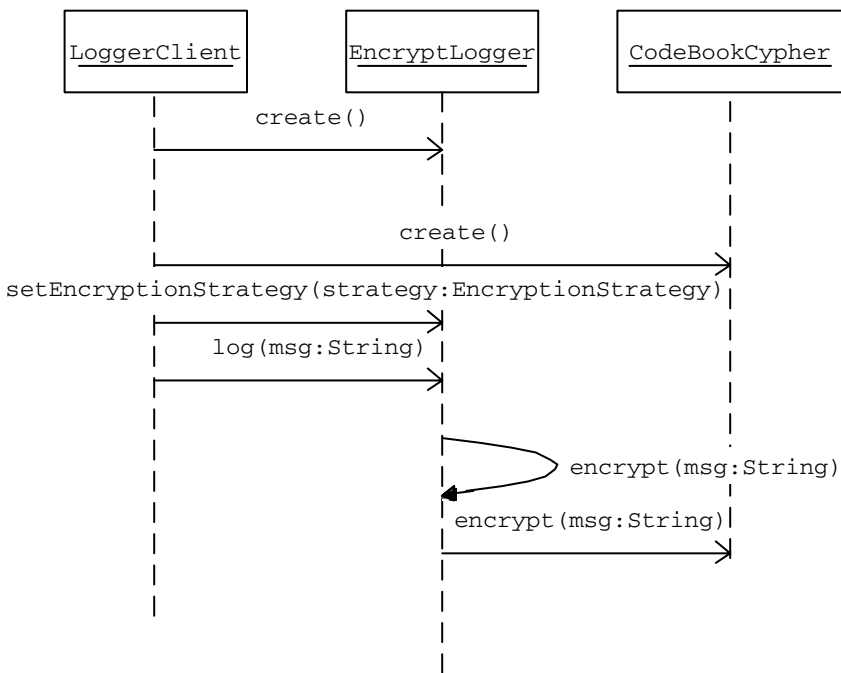 LoggerClient
EncryptLogger
CodeBookCypher
create()
create()
setEncryptionStrategy(strategy:EncryptionStrategy)
log(msg:String)
encrypt(msg:String)
encrypt(msg:String)